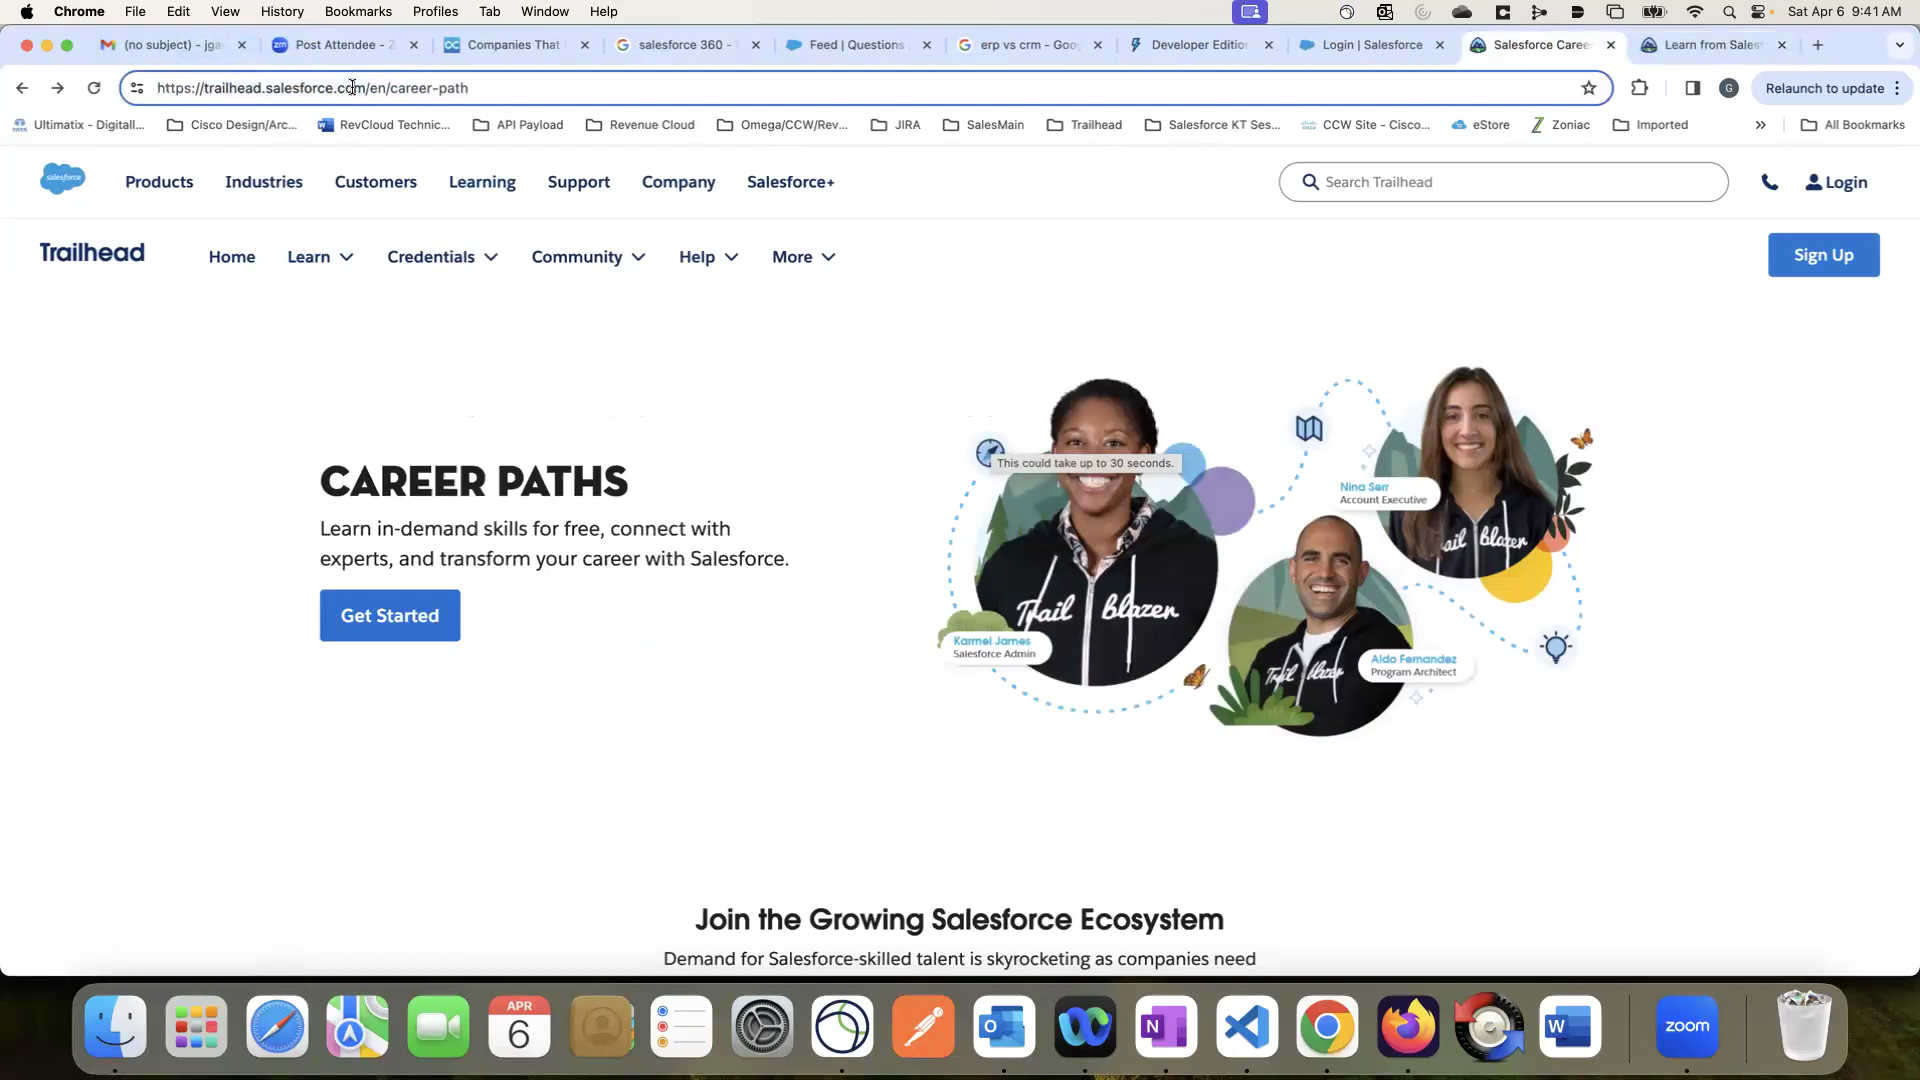 Chrome File Edit View History Bookmarks Profiles Tab Window Help Sat Apr 6 9:41 AM
(no subject) - jga Post Attendee - Z Companies That salesforce 360 - Feed | Questions erp vs crm - Goo Developer Editio Login | Salesforce Salesforce Caree Learn from Sales
https://trailhead.salesforce.com/en/career-path Relaunch to update
Ultimatix - Digitall... Cisco Design/Arc... RevCloud Technic... API Payload Revenue Cloud Omega/CCW/Rev... JIRA SalesMain Trailhead Salesforce KT Ses... CCW Site - Cisco... eStore Zoniac Imported » All Bookmarks
salesforce Products Industries Customers Learning Support Company Salesforce+ Search Trailhead Login
Trailhead Home Learn Credentials Community Help More Sign Up
CAREER PATHS
Learn in-demand skills for free, connect with
experts, and transform your career with Salesforce.
Get Started
This could take up to 30 seconds.
Nina Serr
Account Executive
Trail blazer
Trail blazer
Karmel James
Salesforce Admin
Aldo Fernandez
Program Architect
Trail blazer
Join the Growing Salesforce Ecosystem
Demand for Salesforce-skilled talent is skyrocketing as companies need
APR
6
zoom